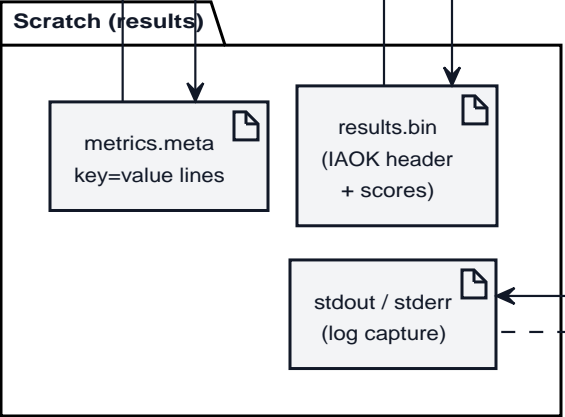 Scratch (results)
metrics.meta
key=value lines
results.bin
(IAOK header
+ scores)
stdout / stderr
(log capture)